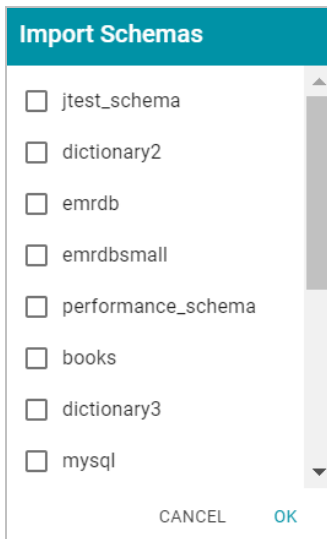 Import Schemas
jtest_schema
dictionary2
emrdb
emrdbsmall
performance_schema
books
dictionary3
mysql
CANCEL OK